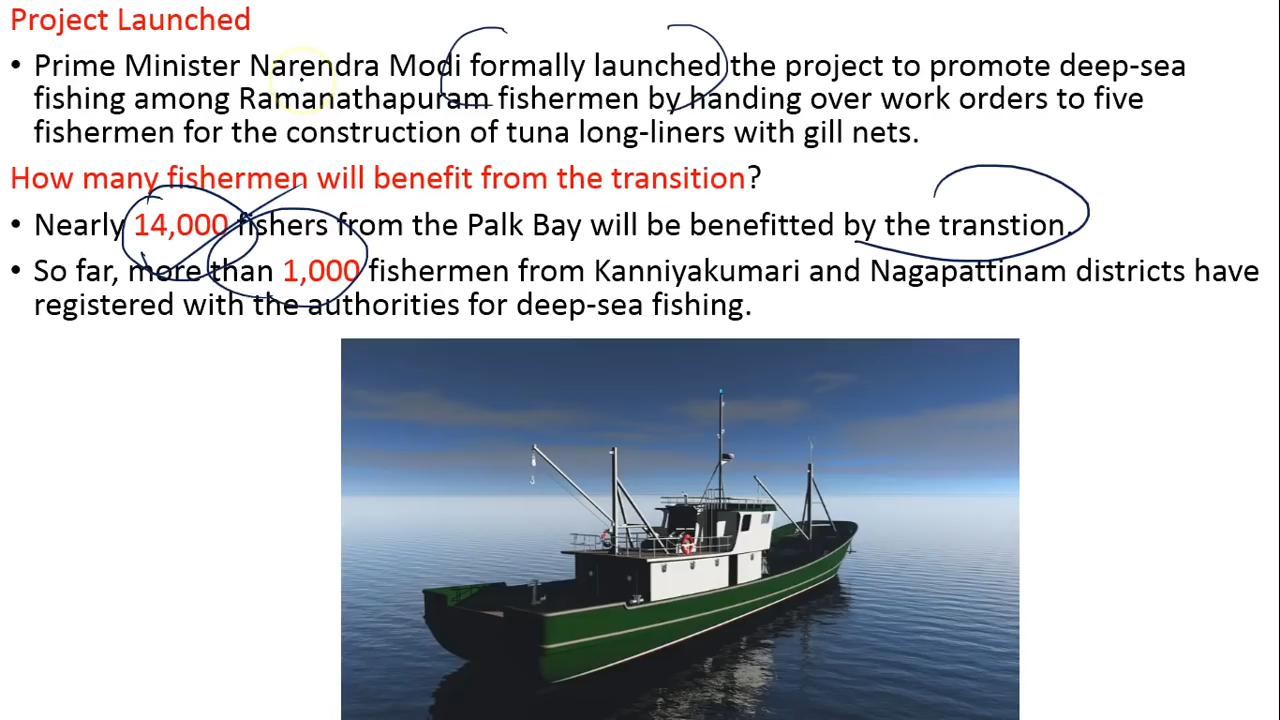 Project Launched
• Prime Minister Narendra Modi formally launched the project to promote deep-sea
fishing among Ramanathapuram fishermen by handing over work orders to five
fishermen for the construction of tuna long-liners with gill nets.
How many fishermen will benefit from the transition?
• Nearly 14,000 fishers from the Palk Bay will be benefitted by the transtion.
• So far, more than 1,000 fishermen from Kanniyakumari and Nagapattinam districts have
registered with the authorities for deep-sea fishing.